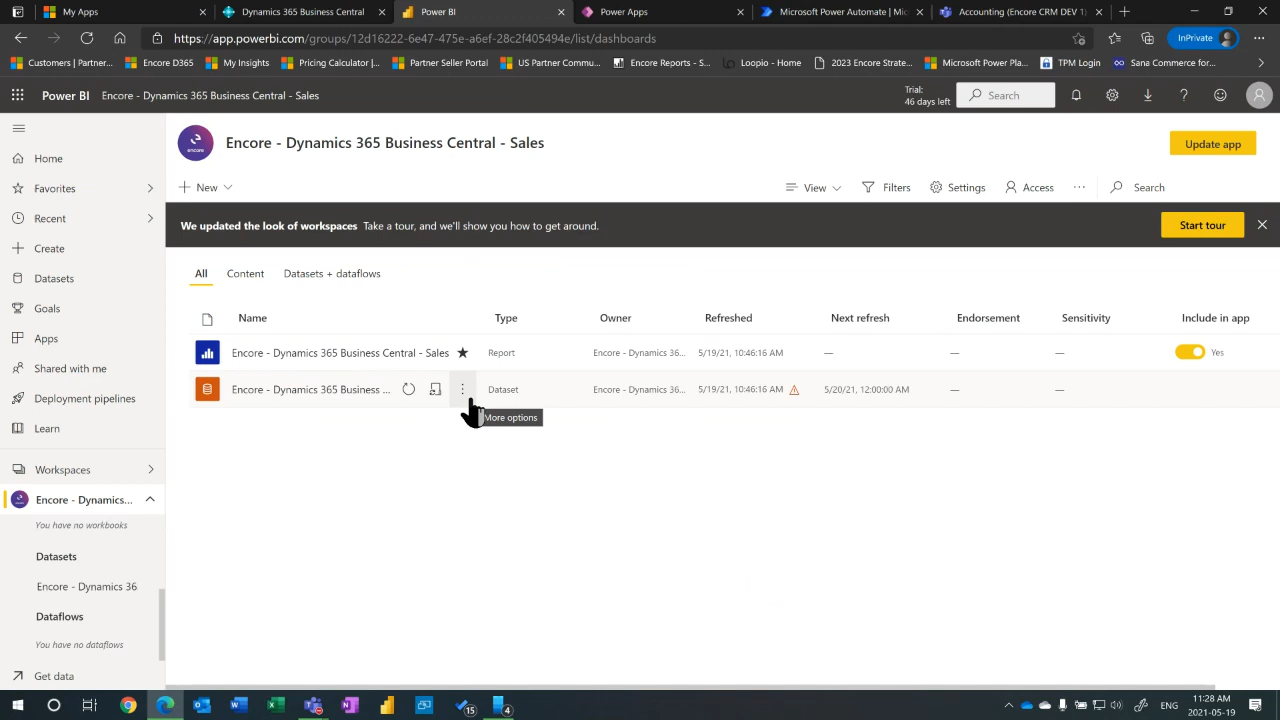 My Apps
Dynamics 365 Business Central
Power BI
Power Apps
Microsoft Power Automate | Mic
Accounting (Encore CRM DEV 1)
https://app.powerbi.com/groups/12d16222-6e47-475e-a6ef-28c2f405494e/list/dashboards
InPrivate
Customers | Partner...
Encore D365
My Insights
Pricing Calculator |...
Partner Seller Portal
US Partner Commu...
Encore Reports - S...
Loopio - Home
2023 Encore Strate...
Microsoft Power Pla...
TPM Login
Sana Commerce for...
Power BI Encore - Dynamics 365 Business Central - Sales
Trial:
46 days left
Search
Encore - Dynamics 365 Business Central - Sales
encore
Update app
New
View
Filters
Settings
Access
Search
We updated the look of workspaces Take a tour, and we'll show you how to get around.
Start tour
All Content Datasets + dataflows
Name Type Owner Refreshed Next refresh Endorsement Sensitivity Include in app
Encore - Dynamics 365 Business Central - Sales Report Encore - Dynamics 36... 5/19/21, 10:46:16 AM — — — Yes
Encore - Dynamics 365 Business ... Dataset Encore - Dynamics 36... 5/19/21, 10:46:16 AM 5/20/21, 12:00:00 AM — —
More options
Home
Favorites
Recent
Create
Datasets
Goals
Apps
Shared with me
Deployment pipelines
Learn
Workspaces
Encore - Dynamics...
You have no workbooks
Datasets
Encore - Dynamics 36
Dataflows
You have no dataflows
Get data
15
4
ENG
11:28 AM
2021-05-19